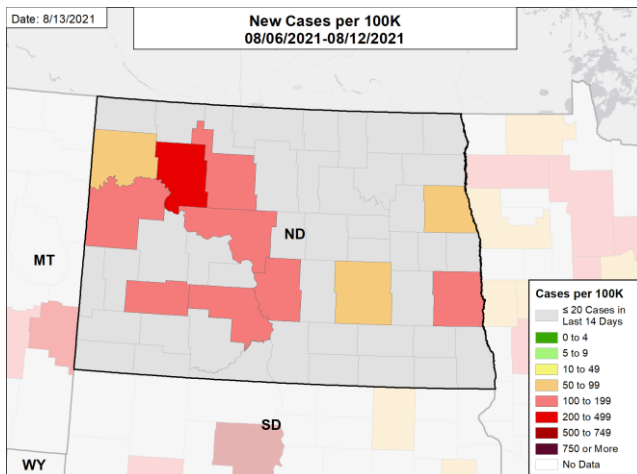 Date: 8/13/2021
New Cases per 100K
08/06/2021-08/12/2021
ND
MT
SD
WY
Cases per 100K
≤ 20 Cases in
Last 14 Days
0 to 4
5 to 9
10 to 49
50 to 99
100 to 199
200 to 499
500 to 749
750 or More
No Data